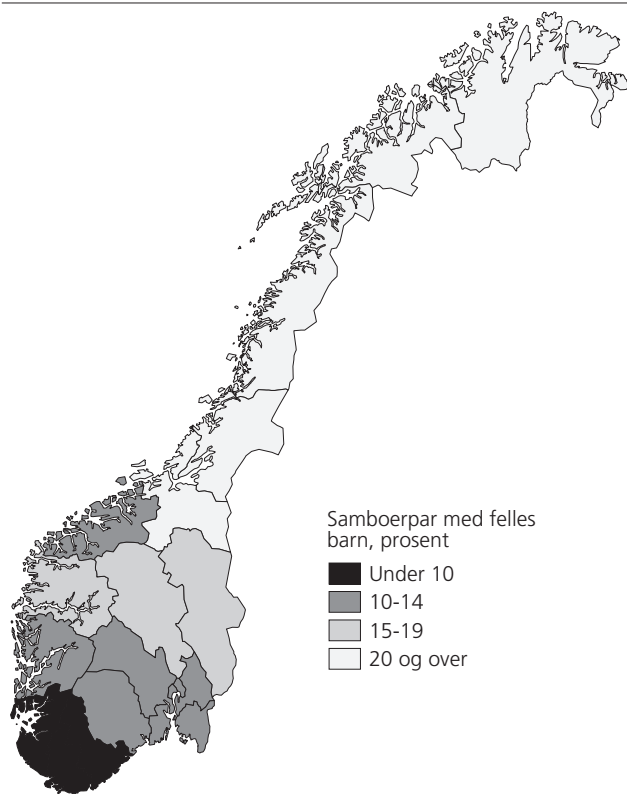 Samboerpar med felles
barn, prosent
Under 10
10-14
15-19
20 og over